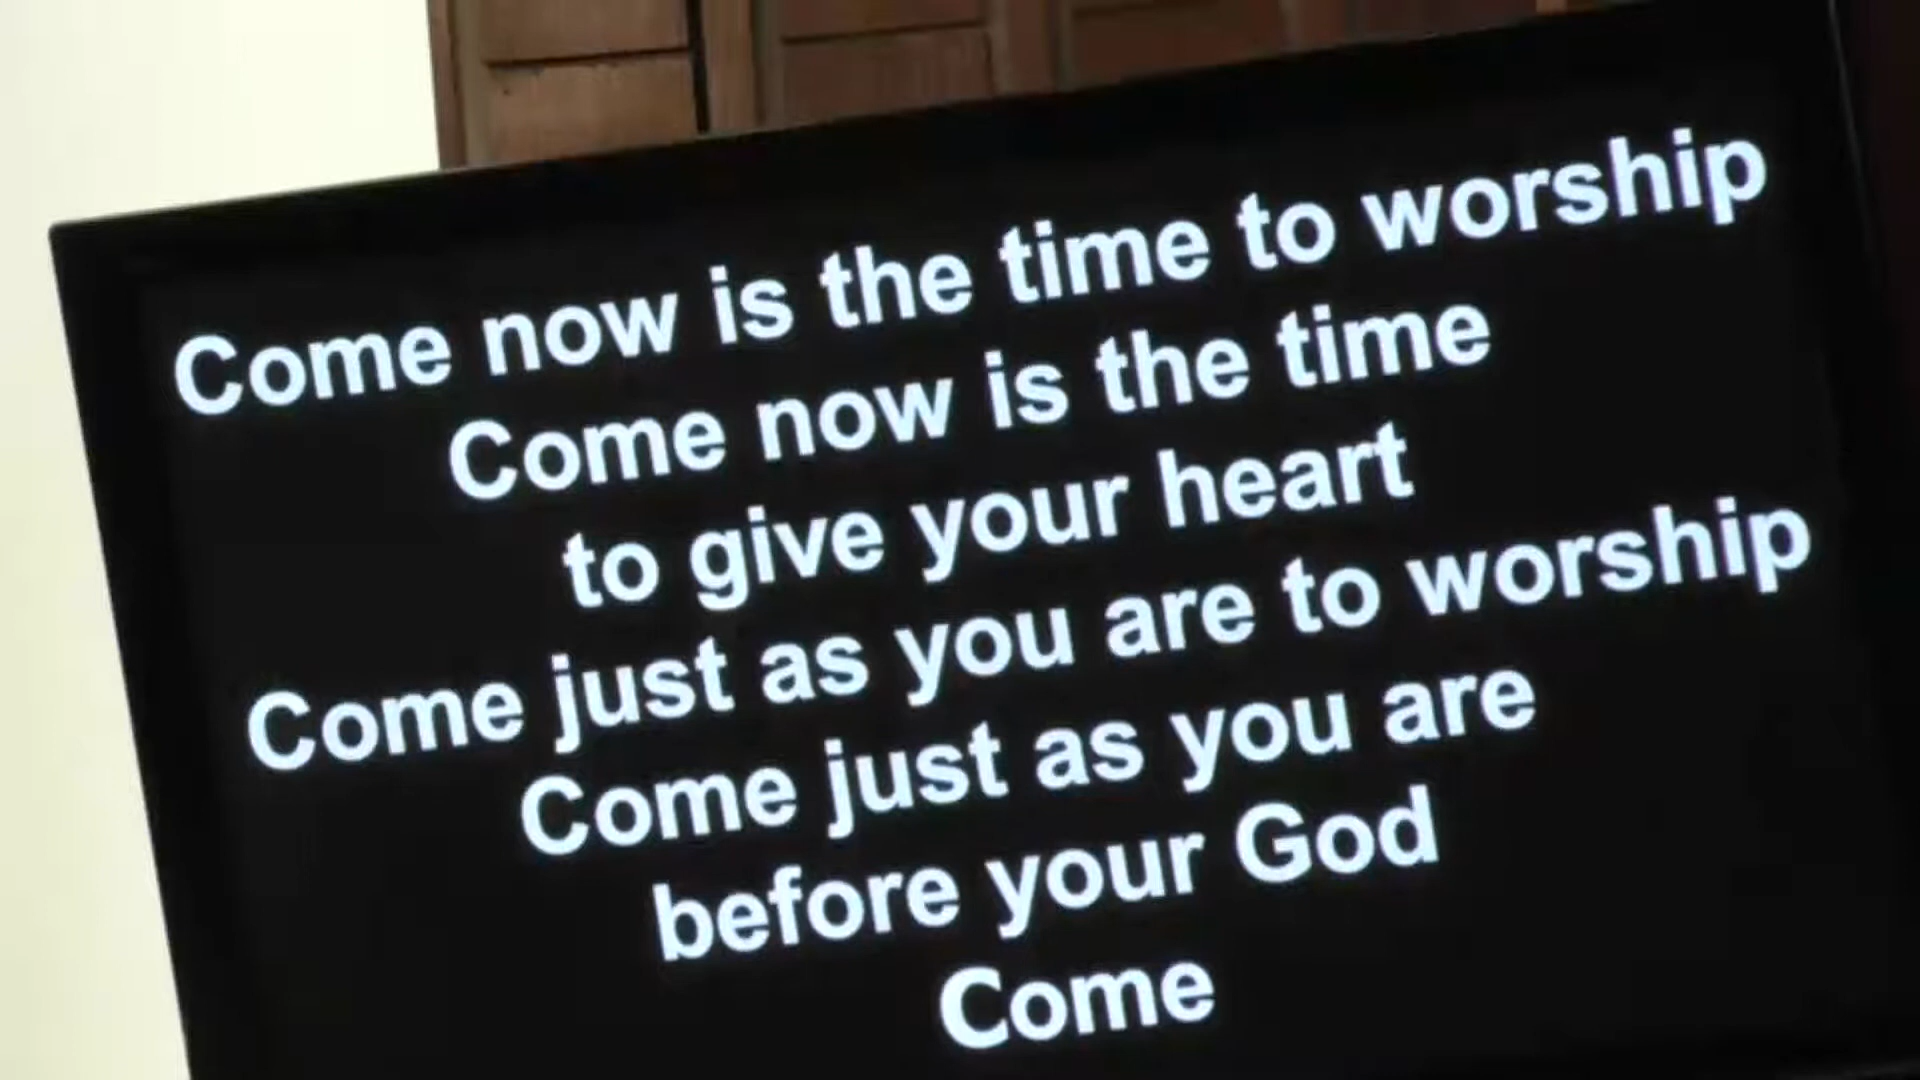 Come now is the time to worship
Come now is the time
to give your heart
Come just as you are to worship
Come just as you are
before your God
Come